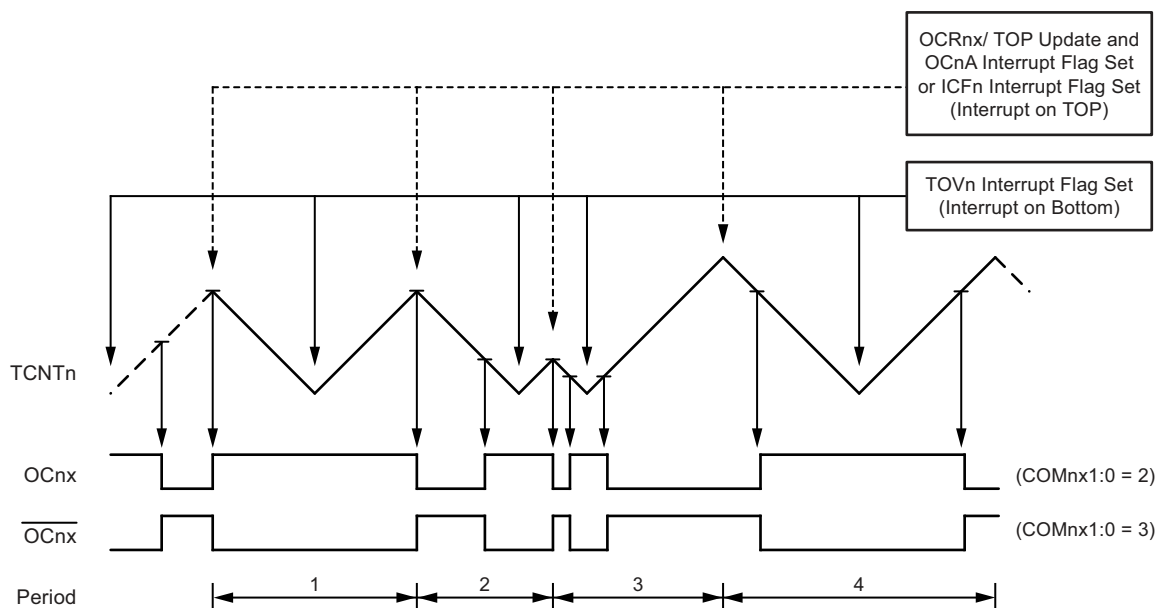 OCRnx/ TOP Update and
OCnA Interrupt Flag Set
or ICFn Interrupt Flag Set
(Interrupt on TOP)
TOVn Interrupt Flag Set
(Interrupt on Bottom)
TCNTn
OCnx
(COMnx1:0 = 2)
OCnx
(COMnx1:0 = 3)
Period
1
2
3
4